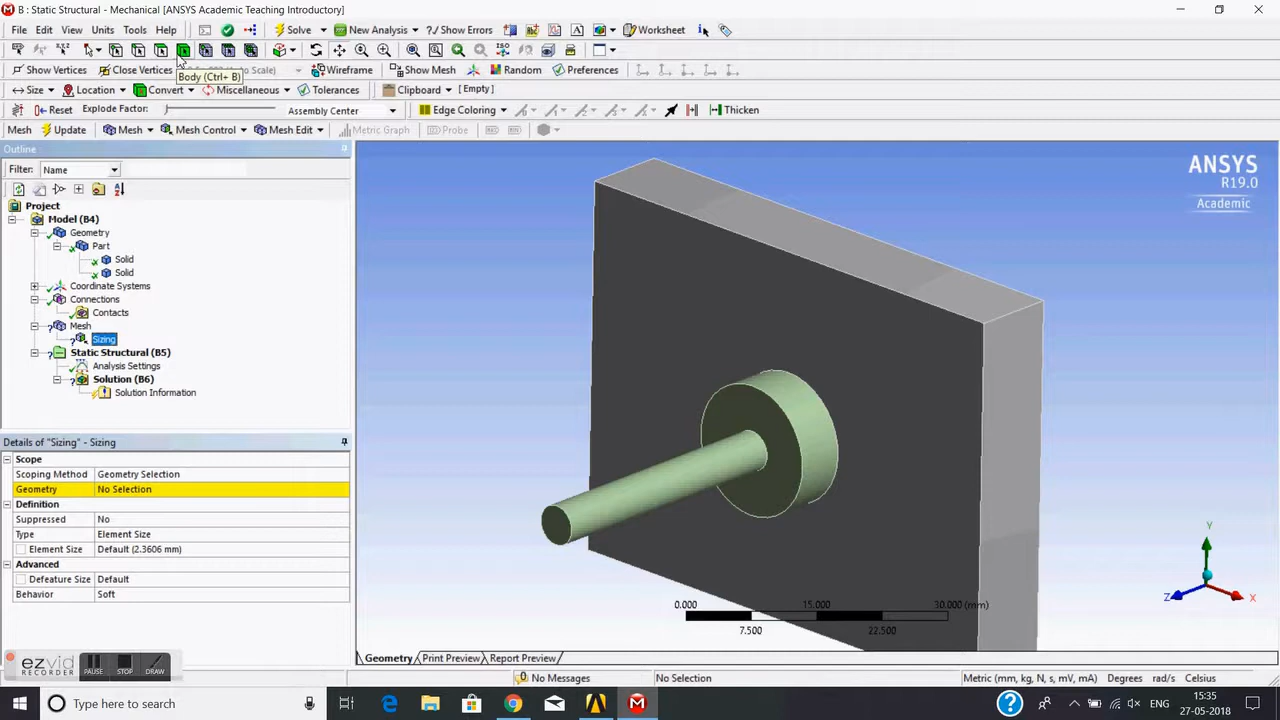 B : Static Structural - Mechanical [ANSYS Academic Teaching Introductory]
File Edit View Units Tools Help Solve New Analysis Show Errors Worksheet
Show Vertices Close Vertices Scale) Wireframe Show Mesh Random Preferences
Body (Ctrl+ B)
Size Location Convert Miscellaneous Tolerances Clipboard [ Empty ]
Reset Explode Factor: Assembly Center Edge Coloring Thicken
Mesh Update Mesh Mesh Control Mesh Edit Metric Graph Probe
Outline
Filter: Name
Project
Model (B4)
Geometry
Part
Solid
Solid
Coordinate Systems
Connections
Contacts
Mesh
Sizing
Static Structural (B5)
Analysis Settings
Solution (B6)
Solution Information
Details of "Sizing" - Sizing
Scope
Scoping Method Geometry Selection
Geometry No Selection
Definition
Suppressed No
Type Element Size
Element Size Default (2.3606 mm)
Advanced
Defeature Size Default
Behavior Soft
ANSYS
R19.0
Academic
Y
Z
X
0.000 15.000 30.000 (mm)
7.500 22.500
ezvid
RECORDER
PAUSE STOP DRAW
Geometry Print Preview Report Preview
No Messages No Selection Metric (mm, kg, N, s, mV, mA) Degrees rad/s Celsius
Type here to search
ENG
15:35
27-05-2018